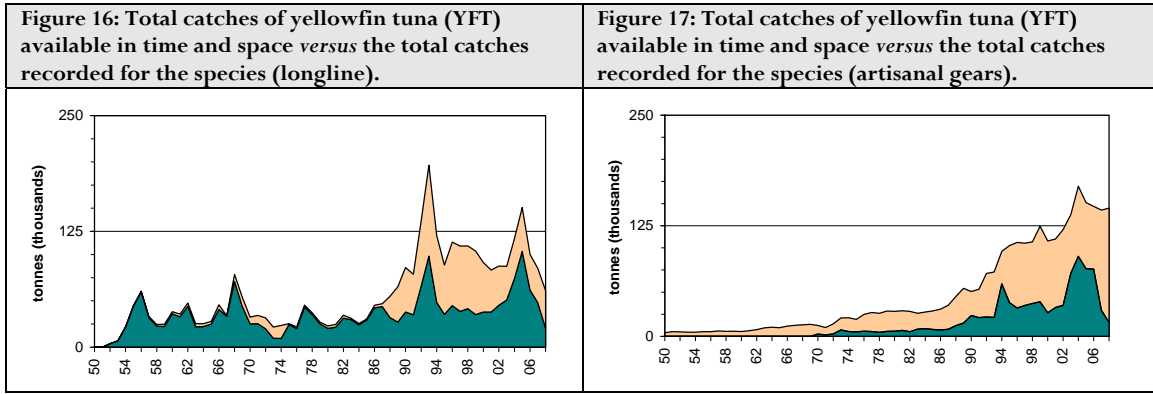 Figure 16: Total catches of yellowfin tuna (YFT)
available in time and space versus the total catches
recorded for the species (longline).
Figure 17: Total catches of yellowfin tuna (YFT)
available in time and space versus the total catches
recorded for the species (artisanal gears).
250
125
0
tonnes (thousands)
50 54 58 62 66 70 74 78 82 86 90 94 98 02 06
250
125
0
tonnes (thousands)
50 54 58 62 66 70 74 78 82 86 90 94 98 02 06